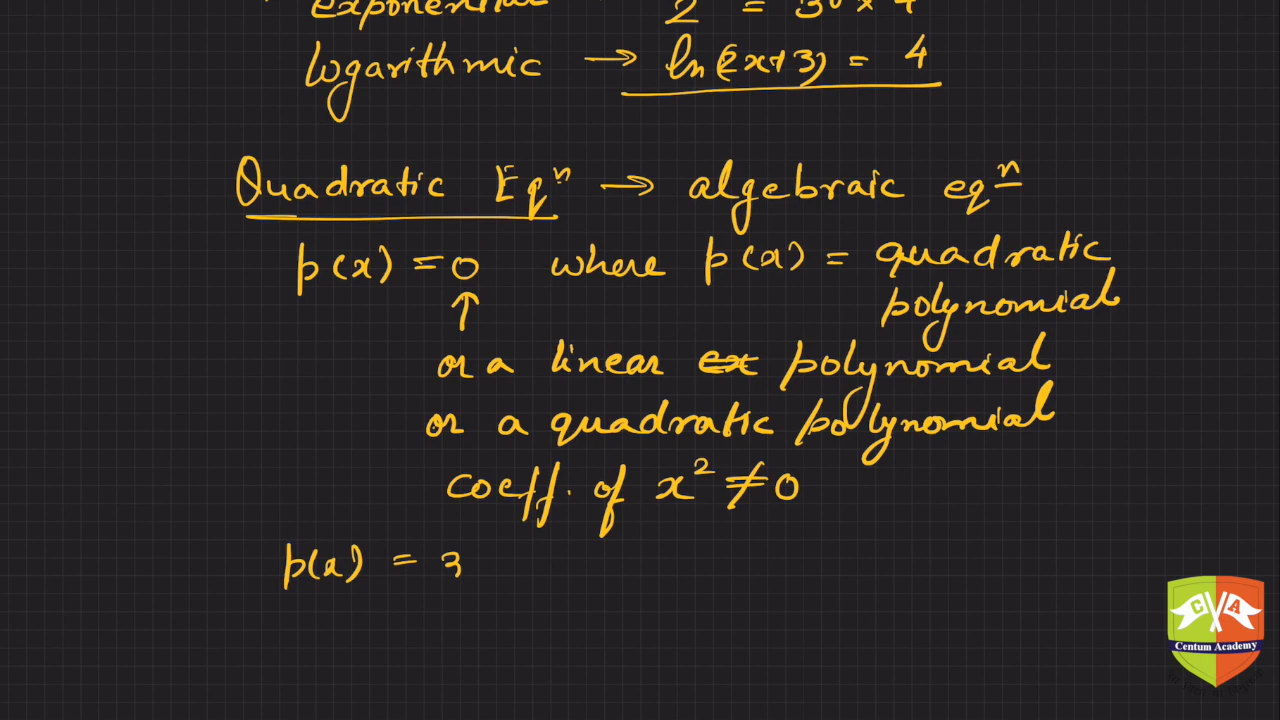 exponential
logarithmic → ln(2x+3) = 4
Quadratic Eqⁿ → algebraic eqⁿ
p(x) = 0 where p(x) = quadratic
polynomial
↑
or a linear polynomial
or a quadratic polynomial
coeff. of x² ≠ 0
p(x) = 3
C A
Centum Academy